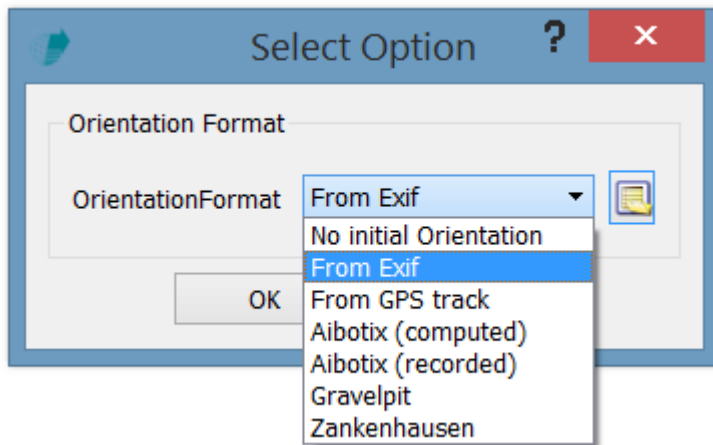 Select Option ?
Orientation Format
OrientationFormat From Exif
No initial Orientation
From Exif
OK From GPS track
Aibotix (computed)
Aibotix (recorded)
Gravelpit
Zankenhausen